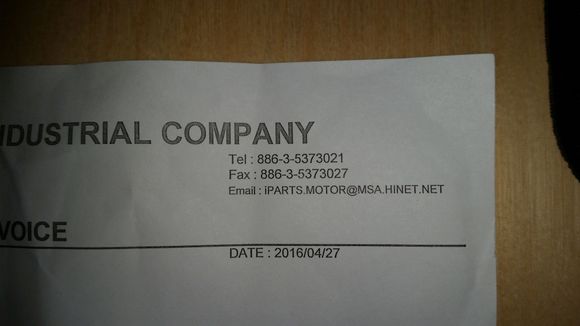 NDUSTRIAL COMPANY
Tel : 886-3-5373021
Fax : 886-3-5373027
Email : iPARTS.MOTOR@MSA.HINET.NET
VOICE
DATE : 2016/04/27